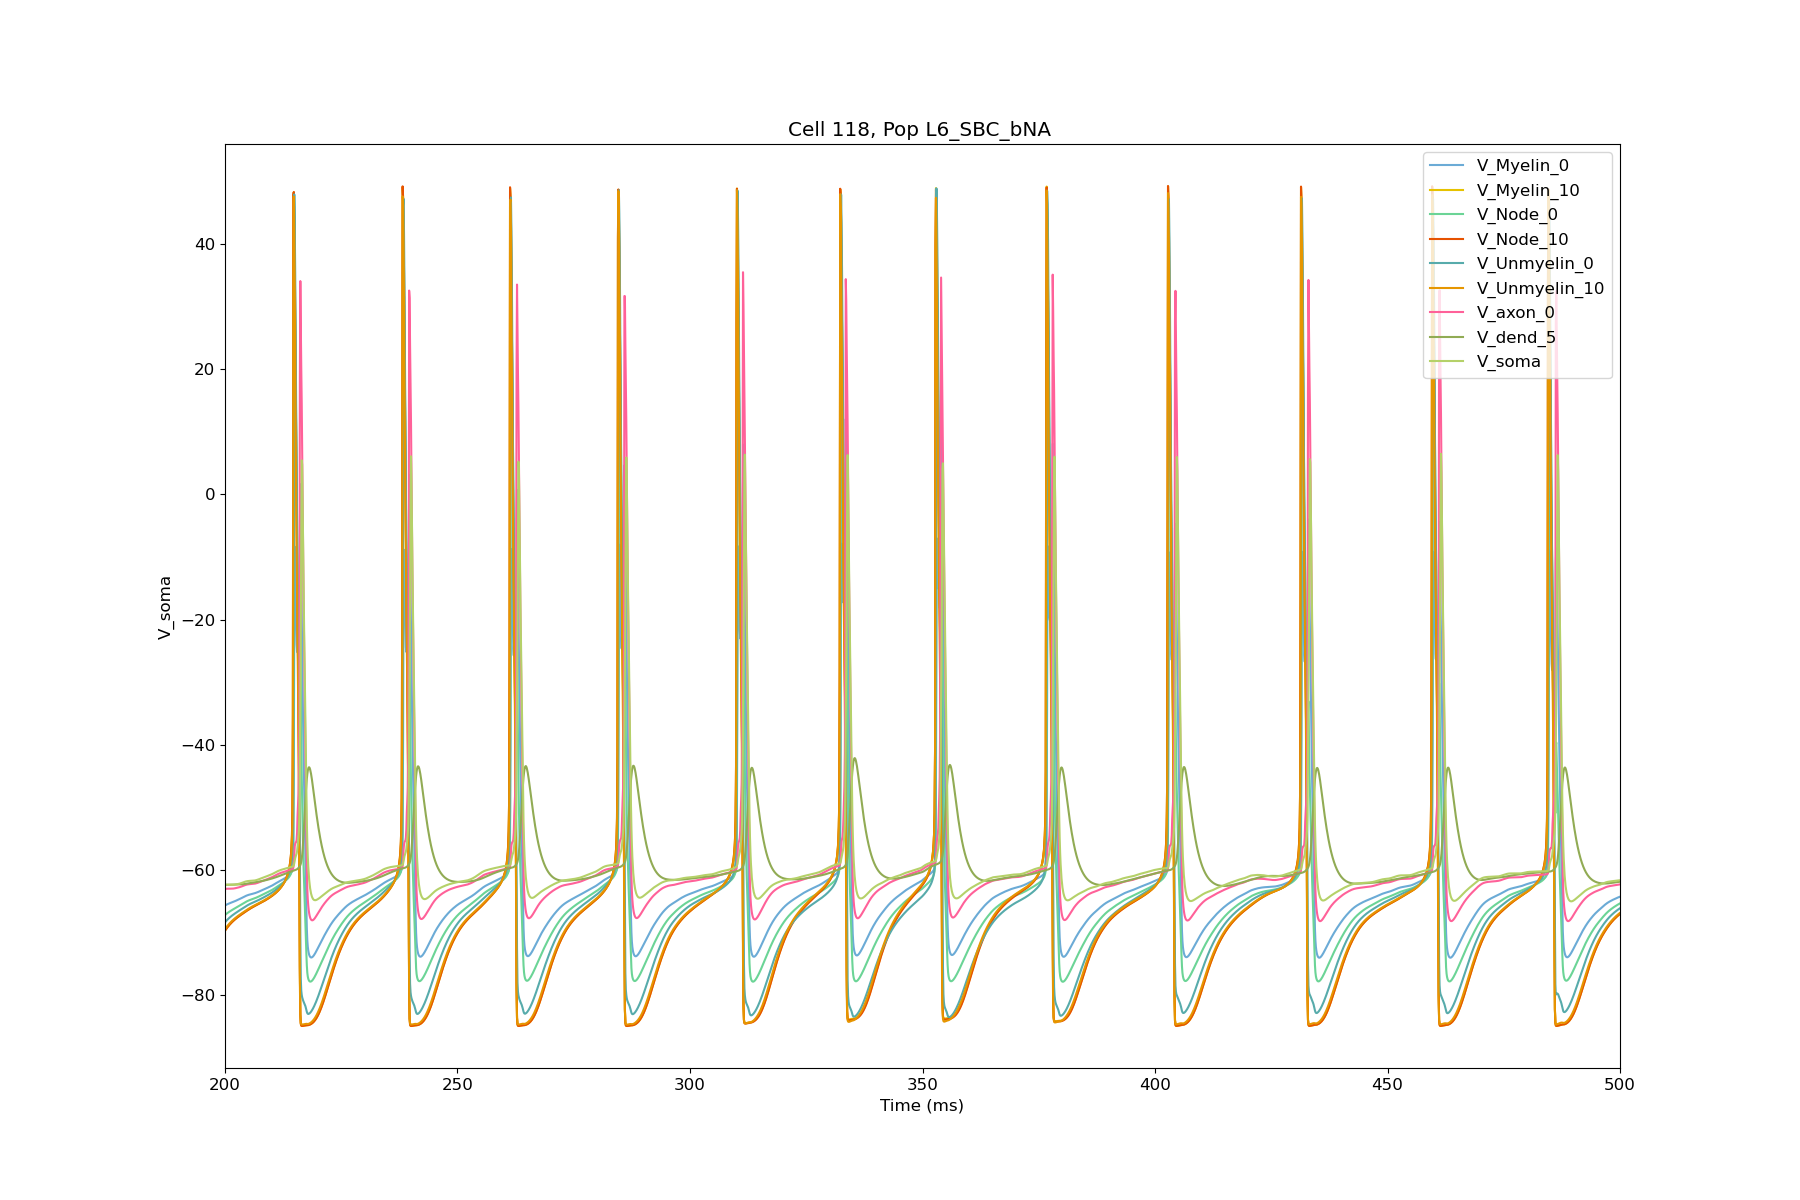 Cell 118, Pop L6_SBC_bNA
V_Myelin_0
V_Myelin_10
V_Node_0
V_Node_10
V_Unmyelin_0
V_Unmyelin_10
V_axon_0
V_dend_5
V_soma
V_soma
40
20
0
−20
−40
−60
−80
200 250 300 350 400 450 500
Time (ms)